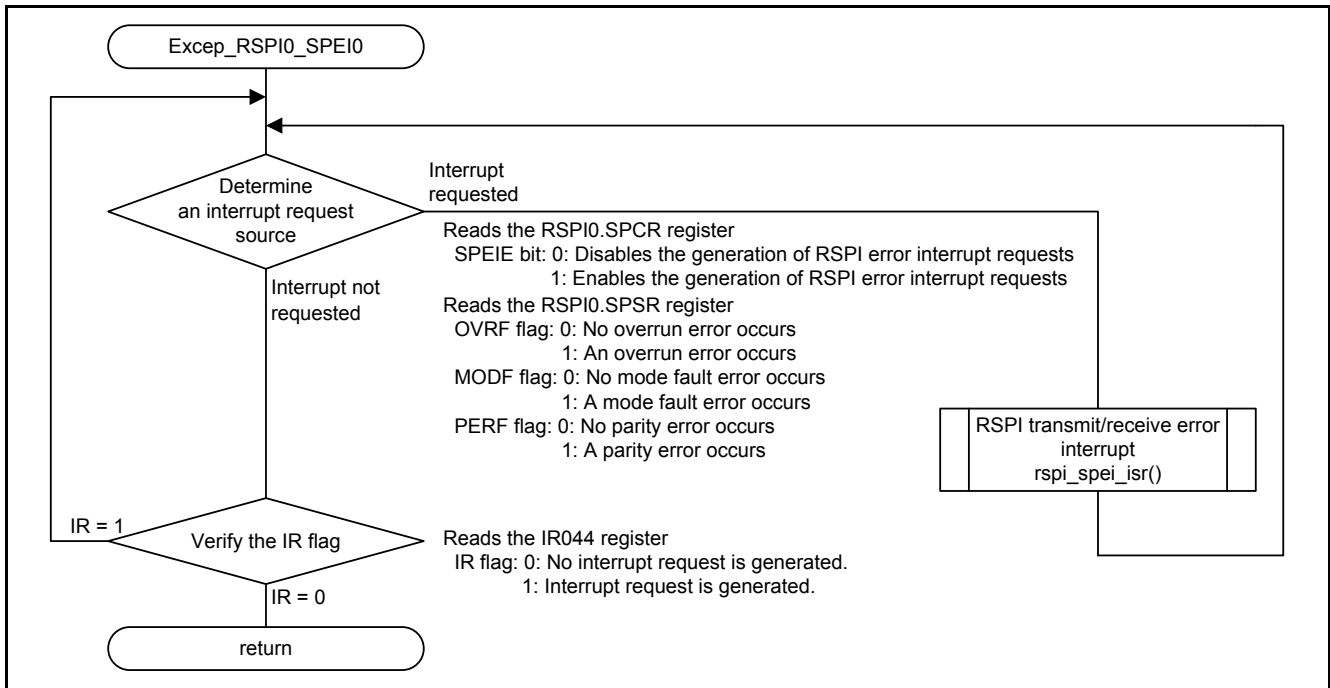 Excep_RSPI0_SPEI0
Determine
an interrupt request
source
Interrupt
requested
Reads the RSPI0.SPCR register
SPEIE bit: 0: Disables the generation of RSPI error interrupt requests
1: Enables the generation of RSPI error interrupt requests
Reads the RSPI0.SPSR register
OVRF flag: 0: No overrun error occurs
1: An overrun error occurs
MODF flag: 0: No mode fault error occurs
1: A mode fault error occurs
PERF flag: 0: No parity error occurs
1: A parity error occurs
Interrupt not
requested
RSPI transmit/receive error
interrupt
rspi_spei_isr()
IR = 1
Verify the IR flag
Reads the IR044 register
IR flag: 0: No interrupt request is generated.
1: Interrupt request is generated.
IR = 0
return